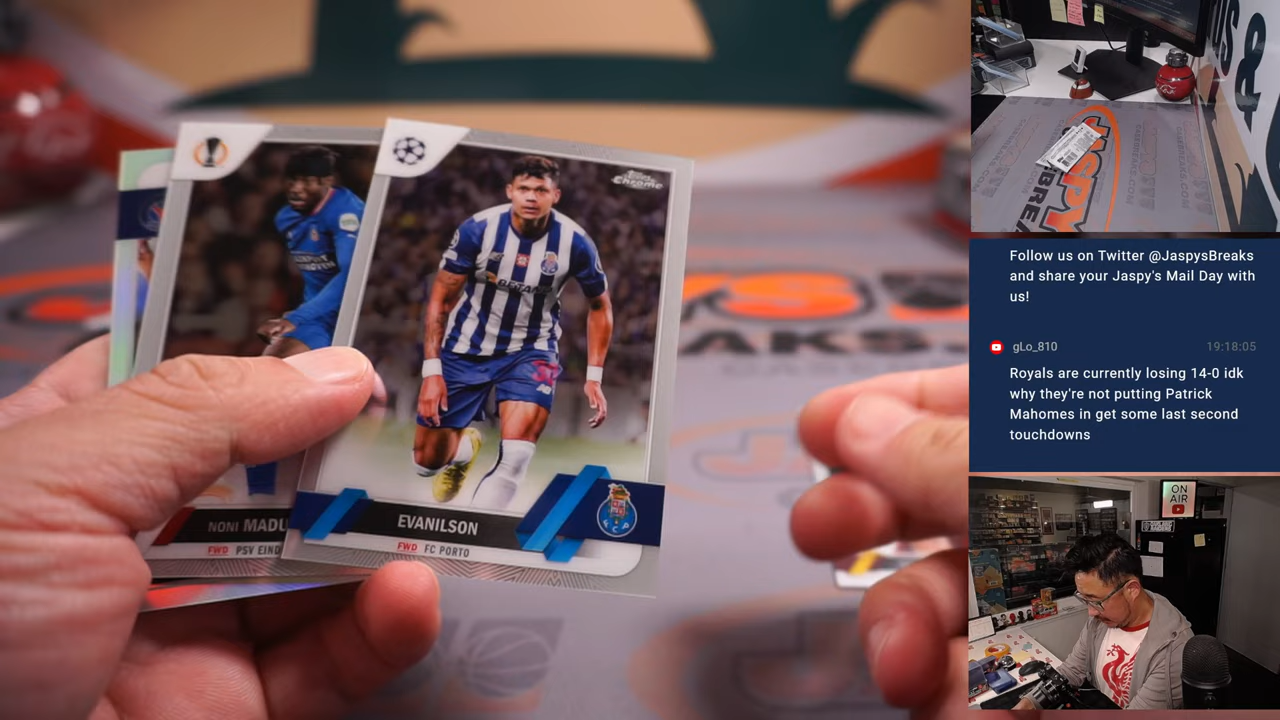 Topps
Chrome
EVANILSON
FWD FC PORTO
NONI MADU
FWD PSV EIND
Follow us on Twitter @JaspysBreaks
and share your Jaspy's Mail Day with
us!
gLo_810 19:18:05
Royals are currently losing 14-0 idk
why they're not putting Patrick
Mahomes in get some last second
touchdowns
ON
AIR
JASPY